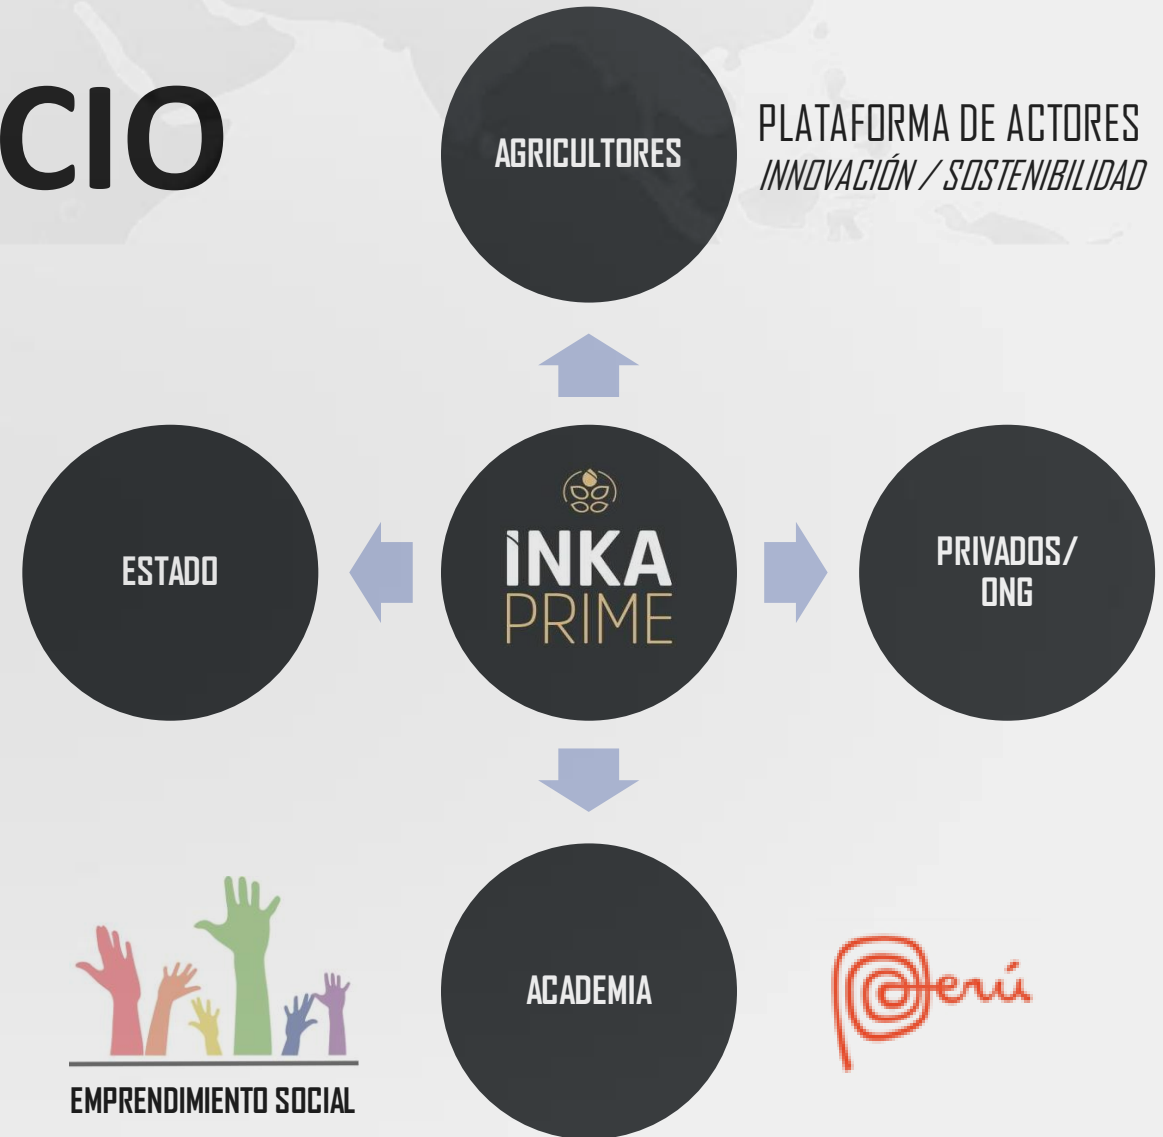 CIO
AGRICULTORES
PLATAFORMA DE ACTORES
INNOVACIÓN / SOSTENIBILIDAD
ESTADO
INKA
PRIME
PRIVADOS/
ONG
ACADEMIA
Perú
EMPRENDIMIENTO SOCIAL